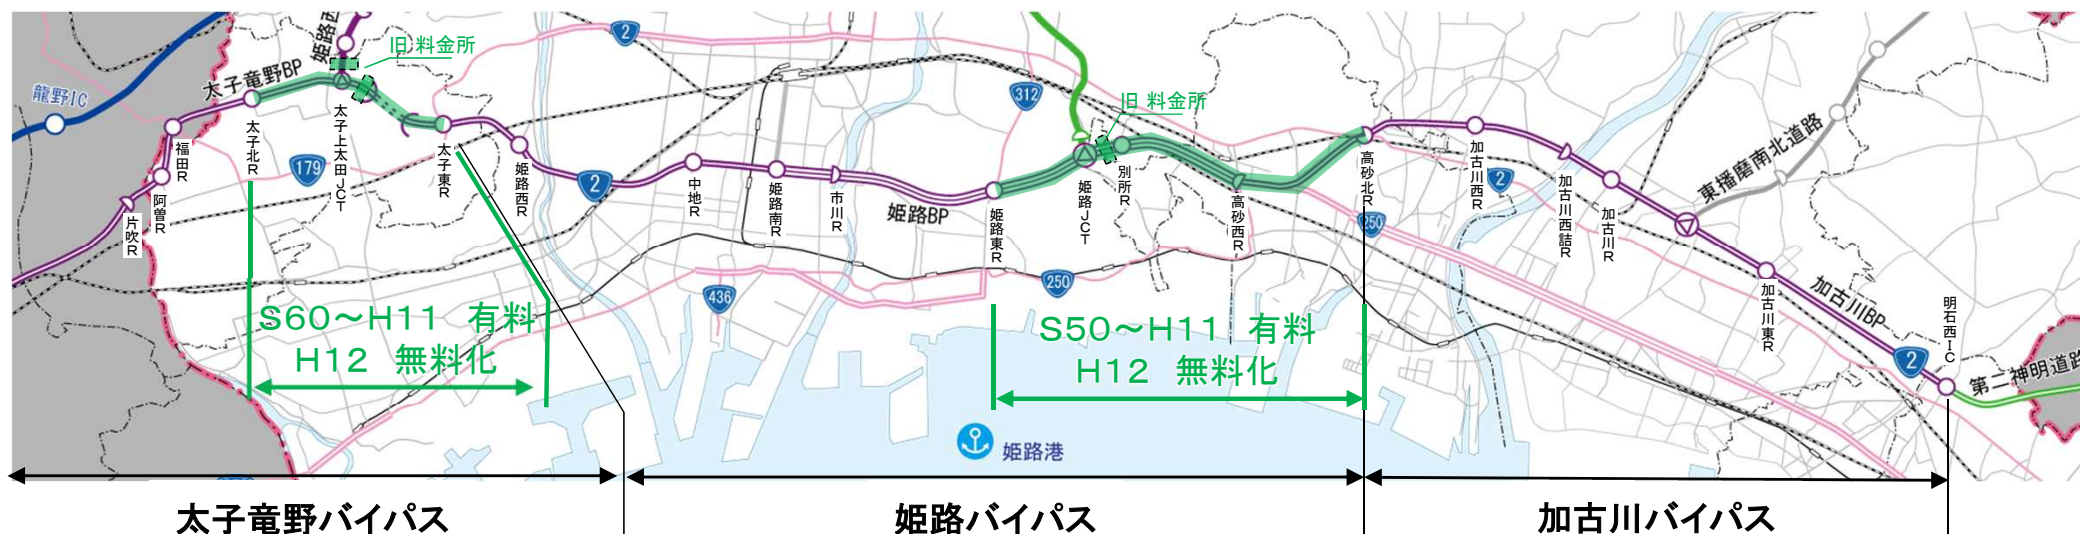 姫路西
旧 料金所
2
太子竜野BP
龍野IC
312
旧 料金所
179
福田R
阿曽R
片吹R
太子北R
太子上太田JCT
太子東R
姫路西R
2
中地R
姫路南R
市川R
姫路BP
姫路東R
姫路JCT
別所R
高砂西R
高砂北R
250
加古川西R
2
加古川西詰R
加古川R
東播磨南北道路
加古川東R
加古川BP
明石西IC
2
第二神明道路
436
250
S60～H11 有料
H12 無料化
S50～H11 有料
H12 無料化
姫路港
太子竜野バイパス
姫路バイパス
加古川バイパス